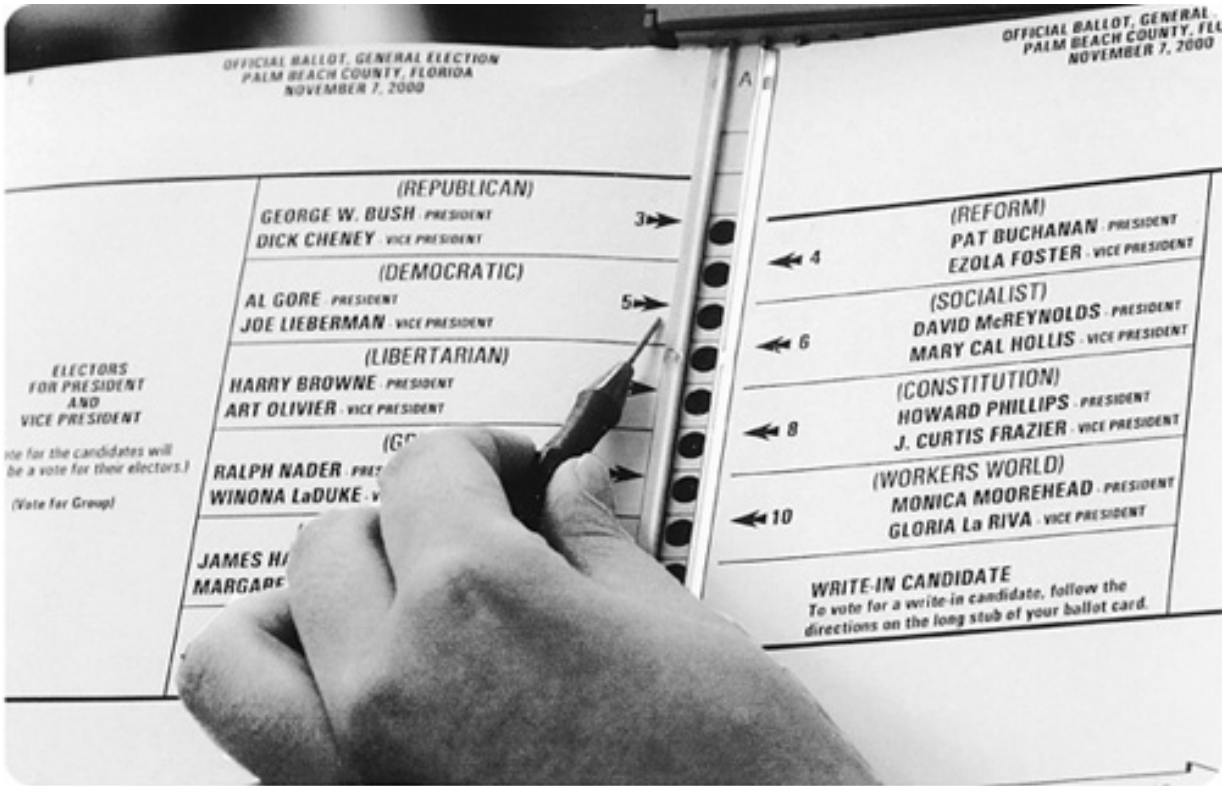 OFFICIAL BALLOT, GENERAL ELECTION
PALM BEACH COUNTY, FLORIDA
NOVEMBER 7, 2000
ELECTORS
FOR PRESIDENT
AND
VICE PRESIDENT
for the candidates will
be a vote for their electors.)
(Vote for Group)
(REPUBLICAN)
GEORGE W. BUSH - PRESIDENT
DICK CHENEY - VICE PRESIDENT
3
(DEMOCRATIC)
AL GORE - PRESIDENT
JOE LIEBERMAN - VICE PRESIDENT
5
(LIBERTARIAN)
HARRY BROWNE - PRESIDENT
ART OLIVIER - VICE PRESIDENT
RALPH NADER -
WINONA LaDUKE -
JAMES
A
OFFICIAL BALLOT, GENERAL
PALM BEACH COUNTY,
NOVEMBER 7, 2000
(REFORM)
PAT BUCHANAN - PRESIDENT
EZOLA FOSTER - VICE PRESIDENT
4
(SOCIALIST)
DAVID McREYNOLDS - PRESIDENT
MARY CAL HOLLIS - VICE PRESIDENT
6
(CONSTITUTION)
HOWARD PHILLIPS - PRESIDENT
J. CURTIS FRAZIER - VICE PRESIDENT
8
(WORKERS WORLD)
MONICA MOOREHEAD - PRESIDENT
GLORIA La RIVA - VICE PRESIDENT
10
WRITE-IN CANDIDATE
To vote for a write-in candidate, follow the
directions on the long stub of your ballot card.